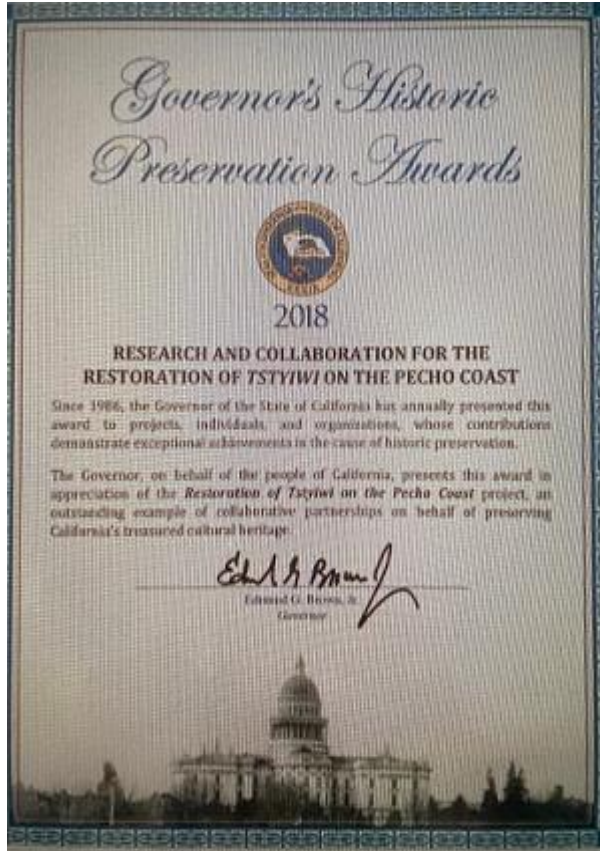 Governor's Historic
Preservation Awards
2018
RESEARCH AND COLLABORATION FOR THE
RESTORATION OF TSTYIWI ON THE PECHO COAST
Since 1986, the Governor of the State of California has annually presented this
award to projects, individuals, and organizations, whose contributions
demonstrate exceptional achievements in the cause of historic preservation.
The Governor, on behalf of the people of California, presents this award in
appreciation of the Restoration of Tstyiwi on the Pecho Coast project, an
outstanding example of collaborative partnerships on behalf of preserving
California's treasured cultural heritage.
Edmund G. Brown, Jr.
Governor